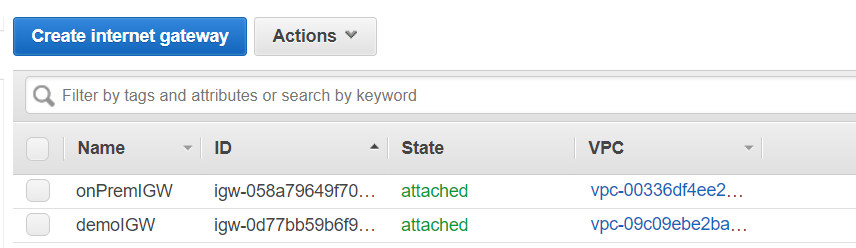 Create internet gateway Actions
Filter by tags and attributes or search by keyword
Name ID State VPC
onPremIGW igw-058a79649f70... attached vpc-00336df4ee2...
demoIGW igw-0d77bb59b6f9... attached vpc-09c09ebe2ba...